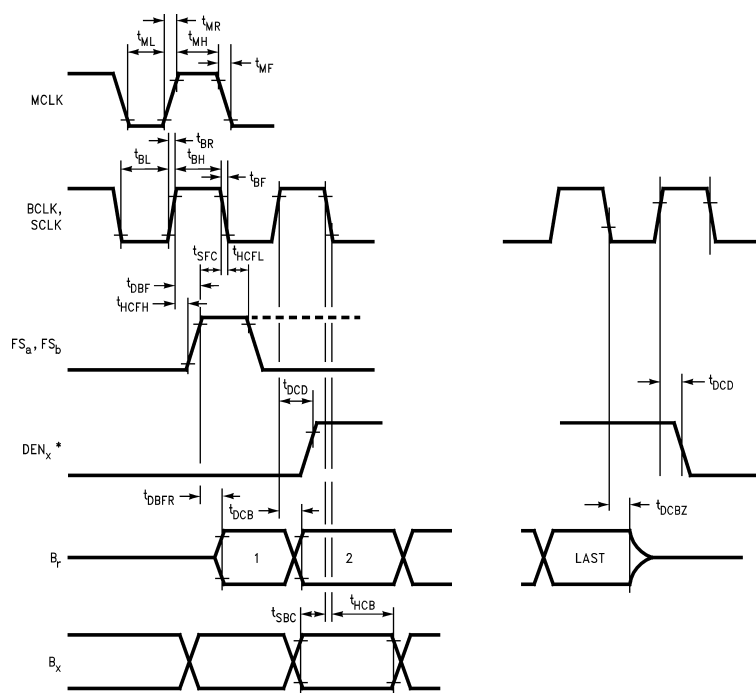 tMR
tML tMH
tMF
MCLK
tBR
tBL tBH
tBF
BCLK,
SCLK
tSFC tHCFL
tDBF
tHCFH
FSa, FSb
tDCD tDCD
DENx*
tDBFR
tDCB tDCBZ
Br 1 2 LAST
tHCB
tSBC
Bx